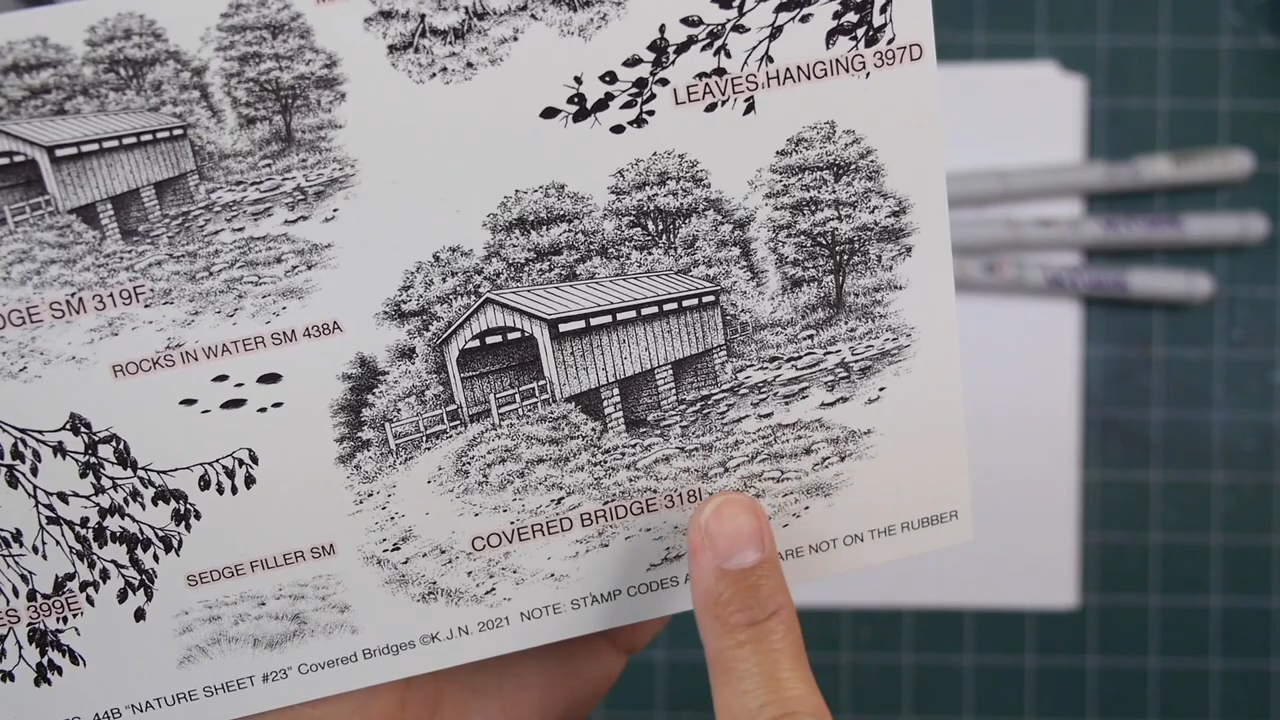 LEAVES HANGING 397D
DGE SM 319F
ROCKS IN WATER SM 438A
COVERED BRIDGE 318I
SEDGE FILLER SM
ES 399E
44B "NATURE SHEET #23" Covered Bridges ©K.J.N. 2021 NOTE: STAMP CODES A ARE NOT ON THE RUBBER